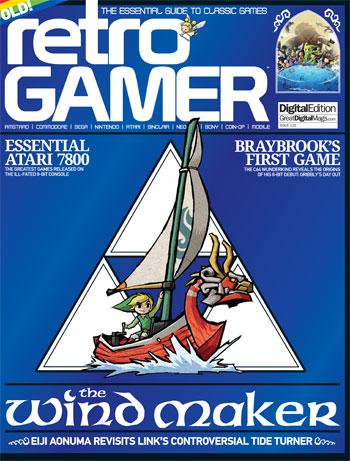 OLD!
THE ESSENTIAL GUIDE TO CLASSIC GAMES
retro
GAMER
AMSTRAD | COMMODORE | SEGA | NINTENDO | ATARI | SINCLAIR | NEO | SONY | COIN-OP | MOBILE
DigitalEdition
GreatDigitalMags.com
ESSENTIAL
ATARI 7800
THE GREATEST GAMES RELEASED ON
THE ILL-FATED 8-BIT CONSOLE
BRAYBROOK'S
FIRST GAME
THE C64 WUNDERKIND REVEALS THE ORIGINS
OF HIS 8-BIT DEBUT: GRIBBLY'S DAY OUT
the
Wind Maker
EIJI AONUMA REVISITS LINK'S CONTROVERSIAL TIDE TURNER